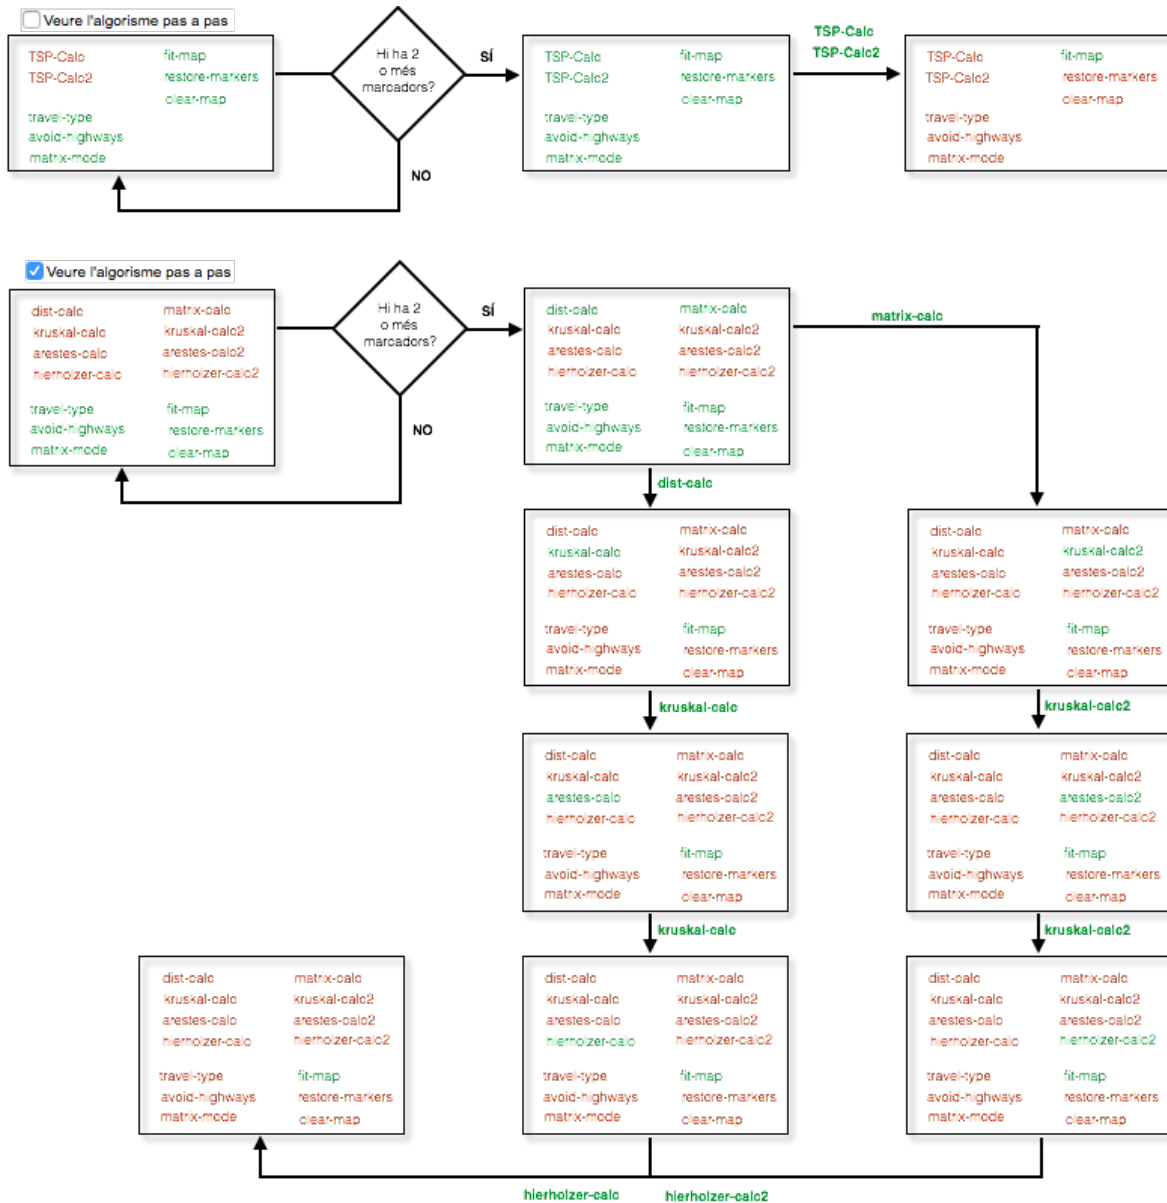 Veure l'algorisme pas a pas
TSP-Calc fit-map
TSP-Calc2 restore-markers
clear-map
travel-type
avoid-highways
matrix-mode
Hi ha 2
o més
marcadors?
SÍ
NO
TSP-Calc fit-map
TSP-Calc2 restore-markers
clear-map
travel-type
avoid-highways
matrix-mode
TSP-Calc
TSP-Calc2
TSP-Calc fit-map
TSP-Calc2 restore-markers
clear-map
travel-type
avoid-highways
matrix-mode
Veure l'algorisme pas a pas
dist-calc matrix-calc
kruskal-calc kruskal-calc2
arestes-calc arestes-calc2
hierholzer-calc hierholzer-calc2
travel-type fit-map
avoid-highways restore-markers
matrix-mode clear-map
Hi ha 2
o més
marcadors?
SÍ
NO
dist-calc matrix-calc
kruskal-calc kruskal-calc2
arestes-calc arestes-calc2
hierholzer-calc hierholzer-calc2
travel-type fit-map
avoid-highways restore-markers
matrix-mode clear-map
matrix-calc
dist-calc
dist-calc matrix-calc
kruskal-calc kruskal-calc2
arestes-calc arestes-calc2
hierholzer-calc hierholzer-calc2
travel-type fit-map
avoid-highways restore-markers
matrix-mode clear-map
dist-calc matrix-calc
kruskal-calc kruskal-calc2
arestes-calc arestes-calc2
hierholzer-calc hierholzer-calc2
travel-type fit-map
avoid-highways restore-markers
matrix-mode clear-map
kruskal-calc
kruskal-calc2
dist-calc matrix-calc
kruskal-calc kruskal-calc2
arestes-calc arestes-calc2
hierholzer-calc hierholzer-calc2
travel-type fit-map
avoid-highways restore-markers
matrix-mode clear-map
dist-calc matrix-calc
kruskal-calc kruskal-calc2
arestes-calc arestes-calc2
hierholzer-calc hierholzer-calc2
travel-type fit-map
avoid-highways restore-markers
matrix-mode clear-map
kruskal-calc
kruskal-calc2
dist-calc matrix-calc
kruskal-calc kruskal-calc2
arestes-calc arestes-calc2
hierholzer-calc hierholzer-calc2
travel-type fit-map
avoid-highways restore-markers
matrix-mode clear-map
dist-calc matrix-calc
kruskal-calc kruskal-calc2
arestes-calc arestes-calc2
hierholzer-calc hierholzer-calc2
travel-type fit-map
avoid-highways restore-markers
matrix-mode clear-map
dist-calc matrix-calc
kruskal-calc kruskal-calc2
arestes-calc arestes-calc2
hierholzer-calc hierholzer-calc2
travel-type fit-map
avoid-highways restore-markers
matrix-mode clear-map
hierholzer-calc hierholzer-calc2